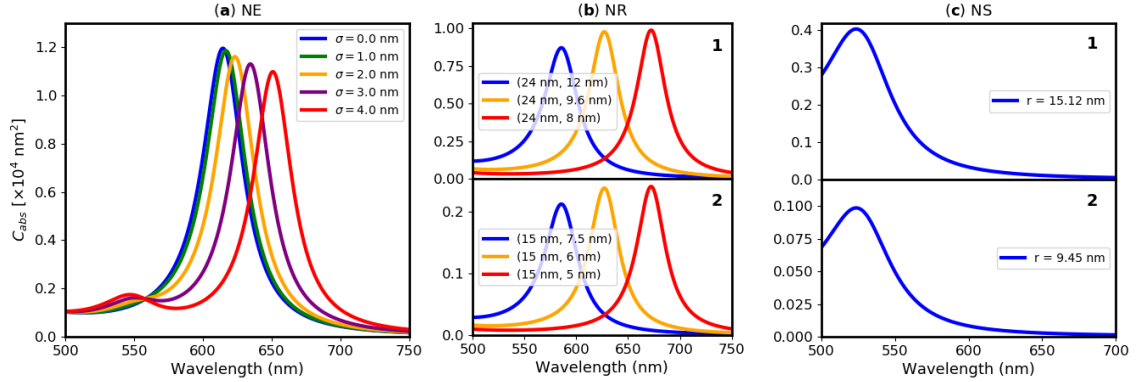 (a) NE
C_abs [×10⁴ nm²]
1.2
1.0
0.8
0.6
0.4
0.2
0.0
σ = 0.0 nm
σ = 1.0 nm
σ = 2.0 nm
σ = 3.0 nm
σ = 4.0 nm
500 550 600 650 700 750
Wavelength (nm)
(b) NR
1
1.00
0.75
0.50
0.25
0.00
(24 nm, 12 nm)
(24 nm, 9.6 nm)
(24 nm, 8 nm)
2
0.2
0.1
0.0
(15 nm, 7.5 nm)
(15 nm, 6 nm)
(15 nm, 5 nm)
500 550 600 650 700 750
Wavelength (nm)
(c) NS
1
0.4
0.3
0.2
0.1
0.0
r = 15.12 nm
2
0.100
0.075
0.050
0.025
0.000
r = 9.45 nm
500 550 600 650 700
Wavelength (nm)